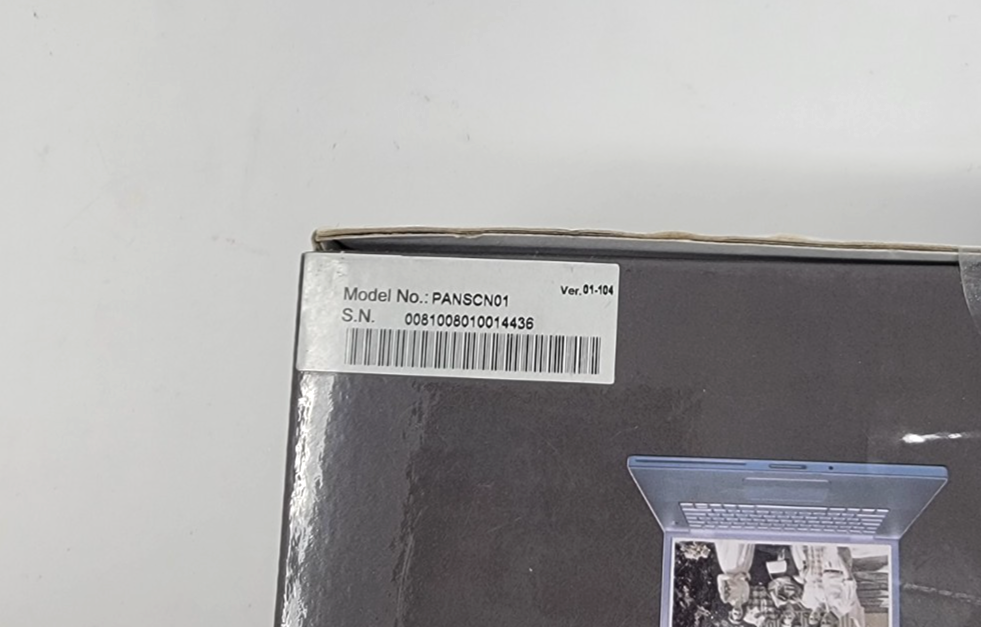 Model No.: PANSCN01 Ver. 01-104
S.N. 0081008010014436